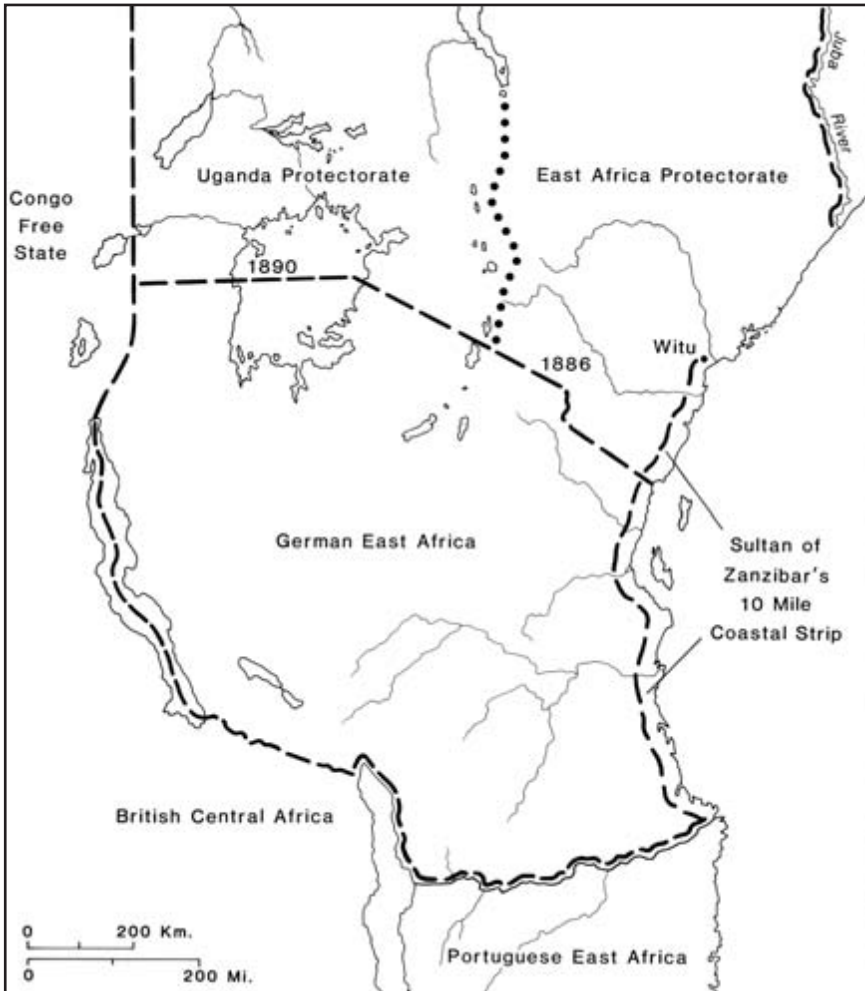 Juba
River
Uganda Protectorate
East Africa Protectorate
Congo
Free
State
1890
Witu
1886
German East Africa
Sultan of
Zanzibar's
10 Mile
Coastal Strip
British Central Africa
Portuguese East Africa
0 200 Km.
0 200 Mi.